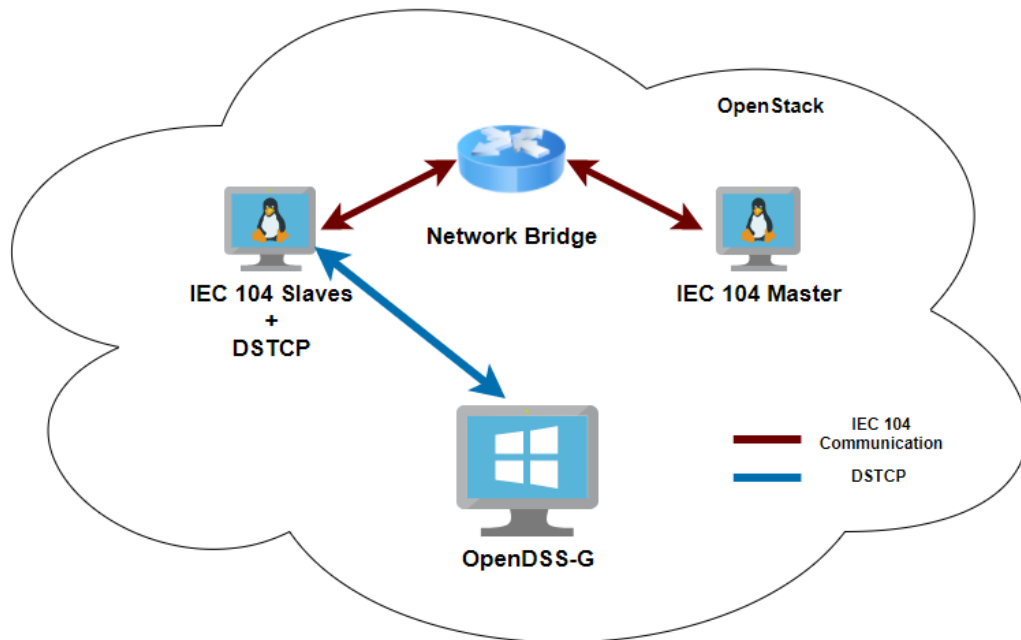 OpenStack
Network Bridge
IEC 104 Slaves
+
DSTCP
IEC 104 Master
IEC 104
Communication
DSTCP
OpenDSS-G